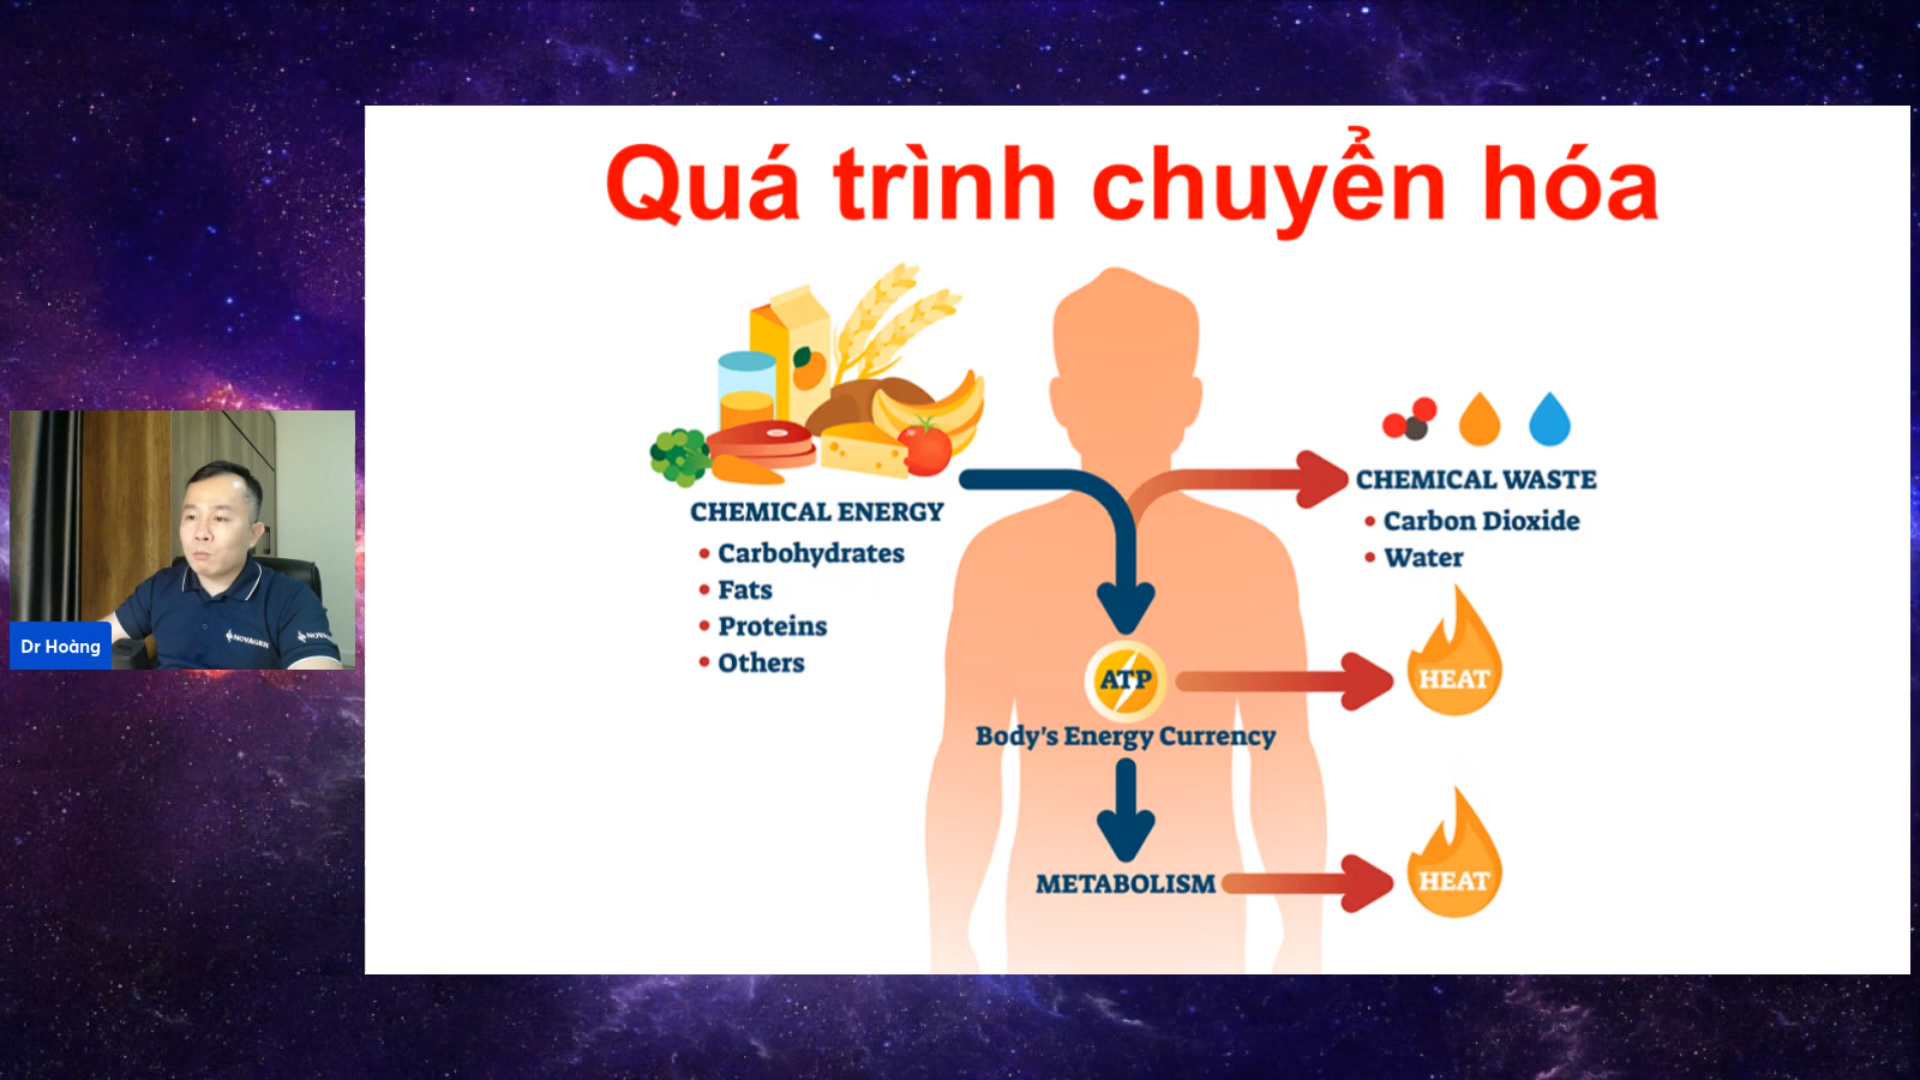 Quá trình chuyển hóa
CHEMICAL ENERGY
• Carbohydrates
• Fats
• Proteins
• Others
CHEMICAL WASTE
• Carbon Dioxide
• Water
ATP
HEAT
Body's Energy Currency
METABOLISM
HEAT
NOVAGEN
Dr Hoàng